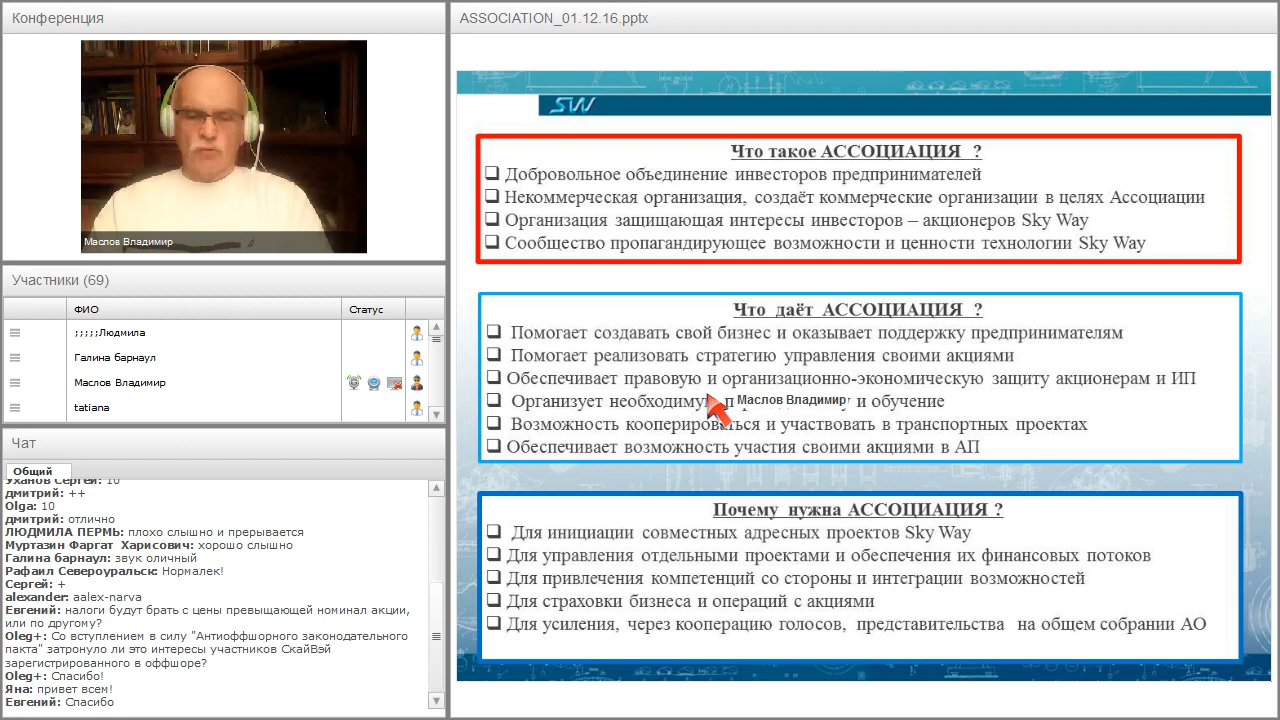 Конференция
Маслов Владимир
Участники (69)
ФИО
Статус
;;;;;Людмила
Галина барнаул
Маслов Владимир
tatiana
Чат
Общий
Уханов Сергей: 10
дмитрий: ++
Olga: 10
дмитрий: отлично
ЛЮДМИЛА ПЕРМЬ: плохо слышно и прерывается
Муртазин Фаргат Харисович: хорошо слышно
Галина барнаул: звук оличный
Рафаил Североуральск: Нормалек!
Сергей: +
alexander: aalex-narva
Евгений: налоги будут брать с цены превыщающей номинал акции,
или по другому?
Oleg+: Со вступлением в силу "Антиоффшорного законодательного
пакта" затронуло ли это интересы участников СкайВэй
зарегистрированного в оффшоре?
Oleg+: Спасибо!
Яна: привет всем!
Евгений: Спасибо
ASSOCIATION_01.12.16.pptx
SW
Что такое АССОЦИАЦИЯ ?
Добровольное объединение инвесторов предпринимателей
Некоммерческая организация, создаёт коммерческие организации в целях Ассоциации
Организация защищающая интересы инвесторов – акционеров Sky Way
Сообщество пропагандирующее возможности и ценности технологии Sky Way
Что даёт АССОЦИАЦИЯ ?
Помогает создавать свой бизнес и оказывает поддержку предпринимателям
Помогает реализовать стратегию управления своими акциями
Обеспечивает правовую и организационно-экономическую защиту акционерам и ИП
Организует необходимую и обучение
Маслов Владимир
Возможность кооперироваться и участвовать в транспортных проектах
Обеспечивает возможность участия своими акциями в АП
Почему нужна АССОЦИАЦИЯ ?
Для инициации совместных адресных проектов Sky Way
Для управления отдельными проектами и обеспечения их финансовых потоков
Для привлечения компетенций со стороны и интеграции возможностей
Для страховки бизнеса и операций с акциями
Для усиления, через кооперацию голосов, представительства на общем собрании АО